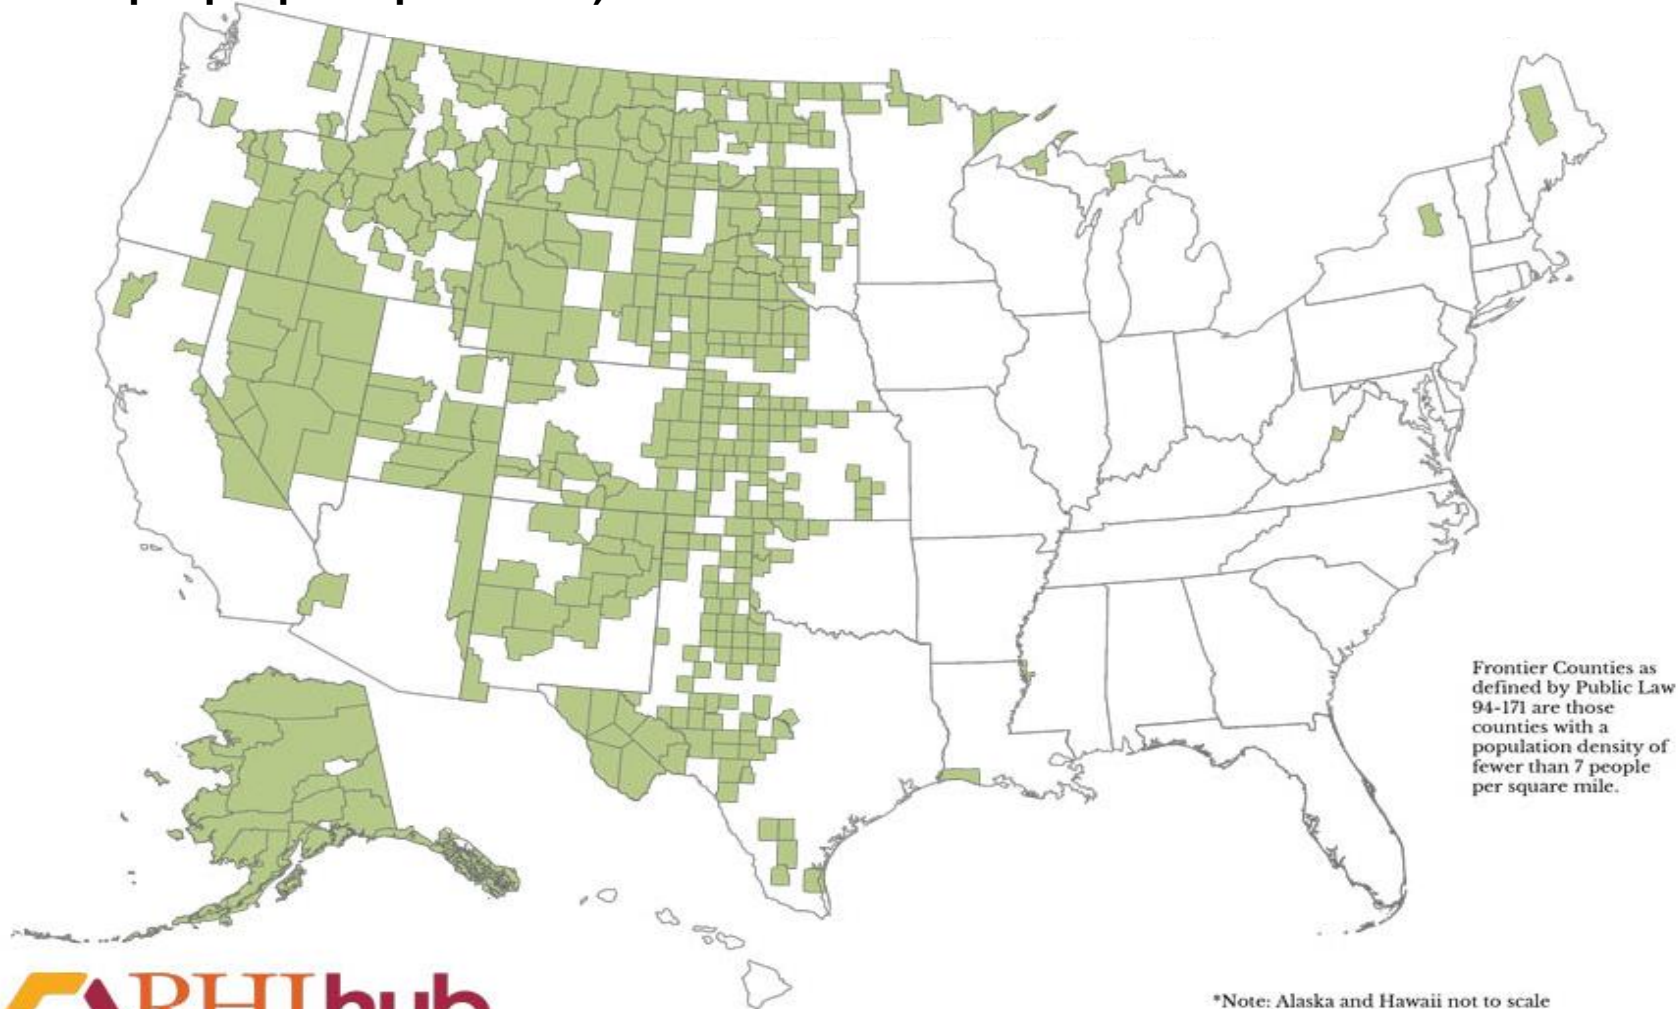 Frontier Counties as
defined by Public Law
94-171 are those
counties with a
population density of
fewer than 7 people
per square mile.
RHIhub
*Note: Alaska and Hawaii not to scale